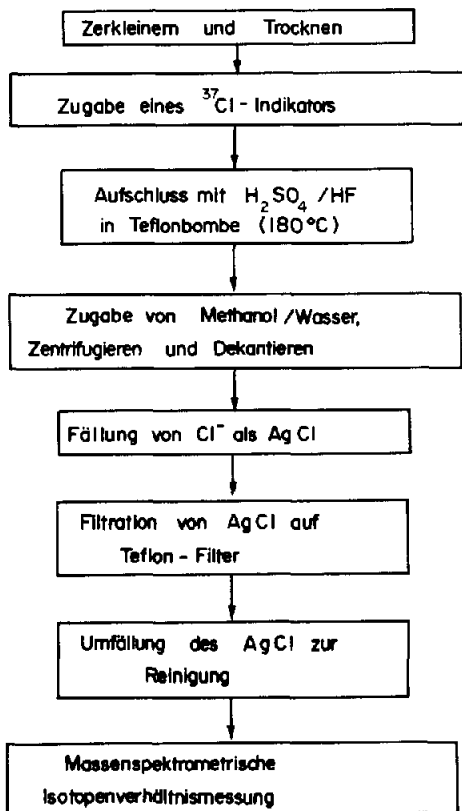 Zerkleinern und Trocknen
Zugabe eines ³⁷Cl-Indikators
Aufschluss mit H₂SO₄/HF
in Teflonbombe (180°C)
Zugabe von Methanol/Wasser,
Zentrifugieren und Dekantieren
Fällung von Cl⁻ als AgCl
Filtration von AgCl auf
Teflon-Filter
Umfällung des AgCl zur
Reinigung
Massenspektrometrische
Isotopenverhältnismessung